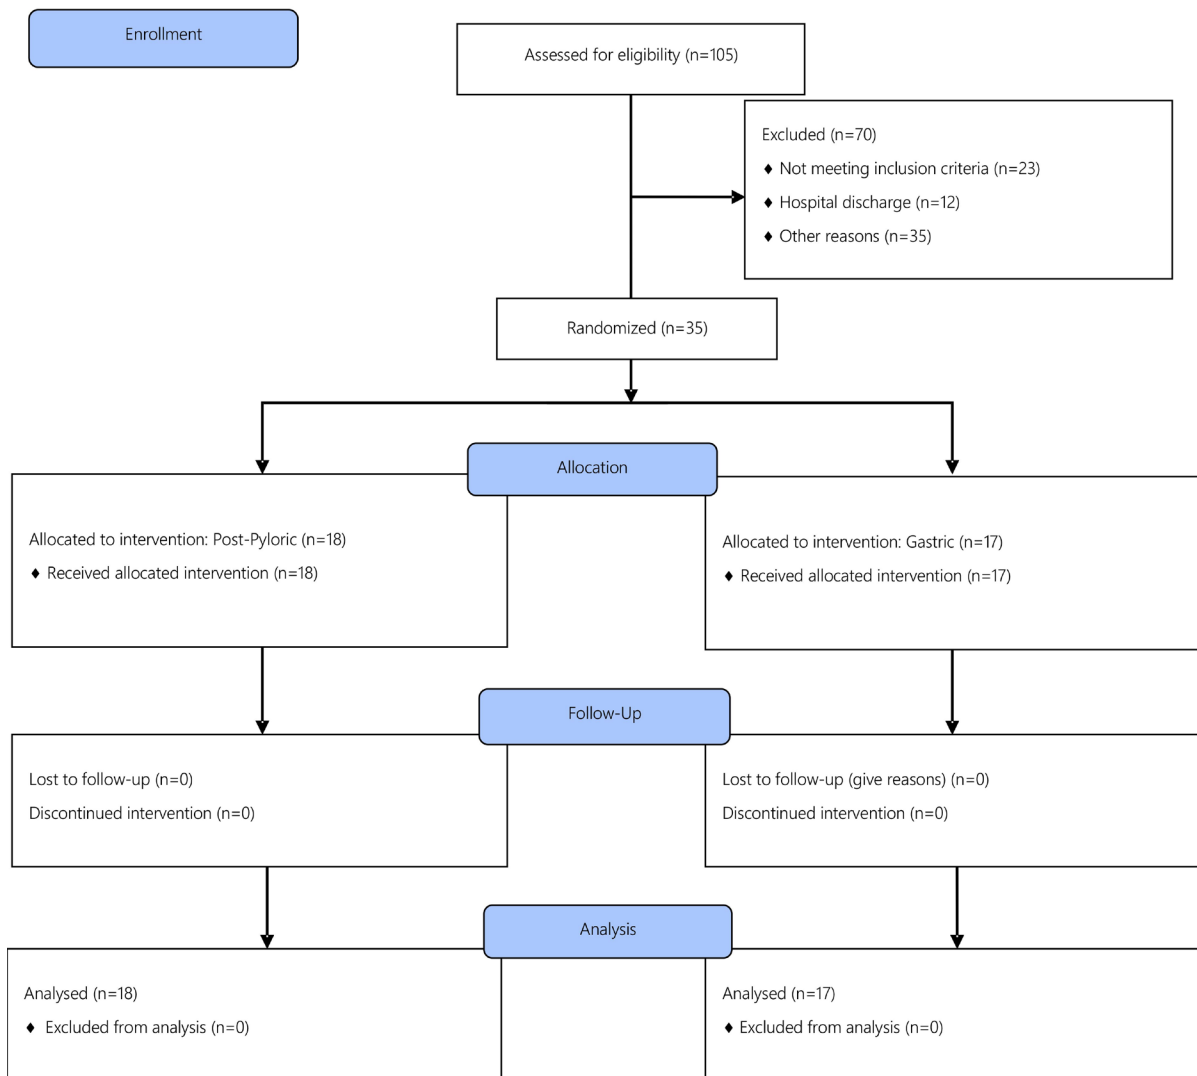 Enrollment
Assessed for eligibility (n=105)
Excluded (n=70)
♦ Not meeting inclusion criteria (n=23)
♦ Hospital discharge (n=12)
♦ Other reasons (n=35)
Randomized (n=35)
Allocation
Allocated to intervention: Post-Pyloric (n=18)
♦ Received allocated intervention (n=18)
Allocated to intervention: Gastric (n=17)
♦ Received allocated intervention (n=17)
Follow-Up
Lost to follow-up (n=0)
Discontinued intervention (n=0)
Lost to follow-up (give reasons) (n=0)
Discontinued intervention (n=0)
Analysis
Analysed (n=18)
♦ Excluded from analysis (n=0)
Analysed (n=17)
♦ Excluded from analysis (n=0)